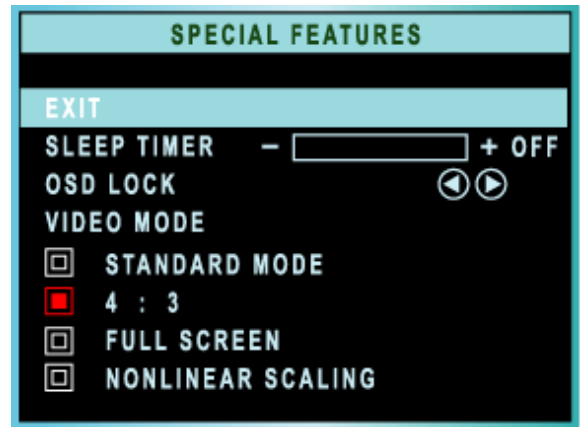 SPECIAL FEATURES
EXIT
SLEEP TIMER - + OFF
OSD LOCK
VIDEO MODE
STANDARD MODE
4 : 3
FULL SCREEN
NONLINEAR SCALING